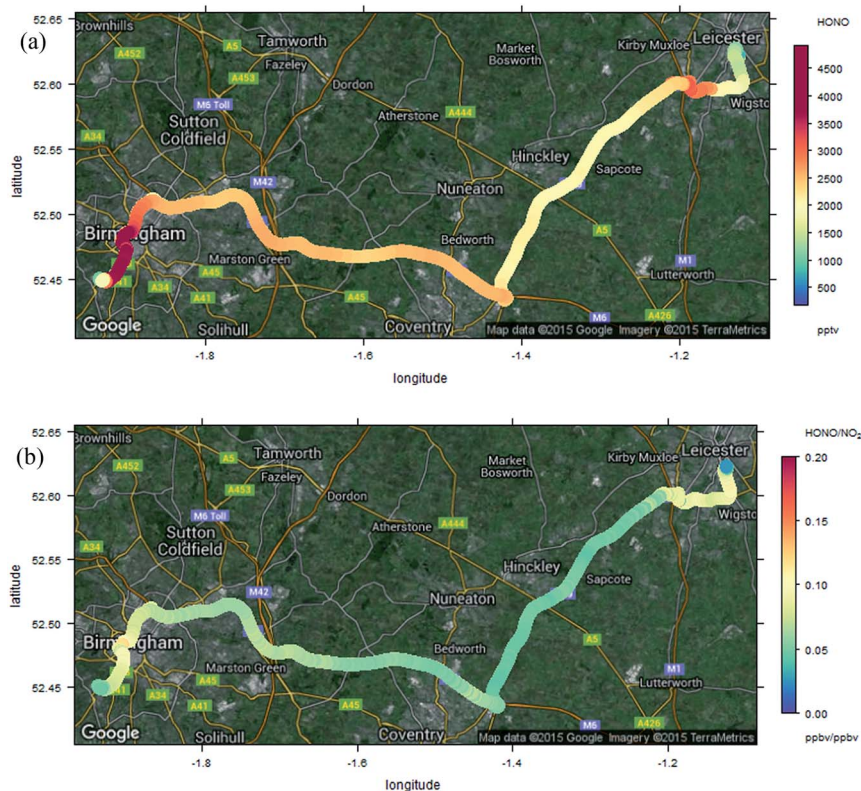 (a)
52.65
52.60
52.55
52.50
52.45
latitude
Brownhills
A452
A5
Tamworth
A453
Fazeley
Dordon
M6 Toll
Sutton
Coldfield
A34
Atherstone
A444
Market
Bosworth
Kirby Muxloe
Leicester
Hinckley
Sapcote
M42
Nuneaton
Birmingham
Bedworth
A5
Marston Green
A45
M1
Lutterworth
A34
A41
A45
Solihull
Coventry
M6
A426
Google
Map data ©2015 Google Imagery ©2015 TerraMetrics
-1.8
-1.6
-1.4
-1.2
longitude
HONO
4500
4000
3500
3000
2500
2000
1500
1000
500
pptv
(b)
52.65
52.60
52.55
52.50
52.45
latitude
Brownhills
A452
A5
Tamworth
A453
Fazeley
Dordon
M6 Toll
Sutton
Coldfield
A34
Atherstone
A444
Market
Bosworth
Kirby Muxloe
Leicester
Hinckley
Sapcote
M42
Nuneaton
Birmingham
Bedworth
A5
Marston Green
A45
M1
Lutterworth
A34
A41
A45
Solihull
Coventry
M6
A426
Google
Map data ©2015 Google Imagery ©2015 TerraMetrics
-1.8
-1.6
-1.4
-1.2
longitude
HONO/NO₂
0.20
0.15
0.10
0.05
0.00
ppbv/ppbv